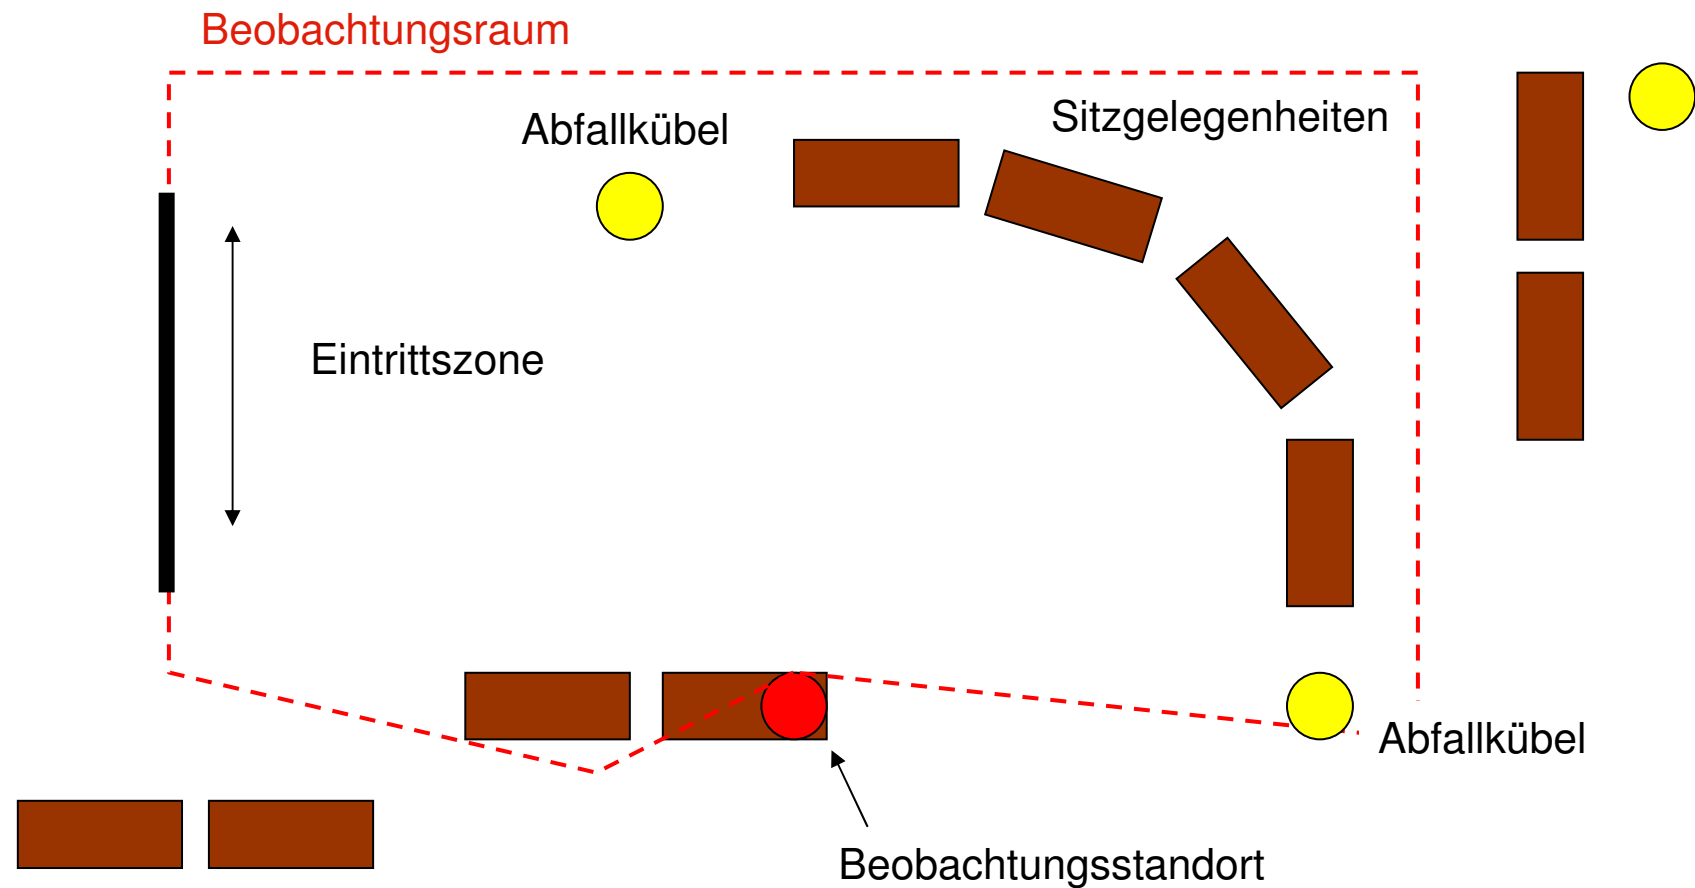 Beobachtungsraum
Sitzgelegenheiten
Abfallkübel
Eintrittszone
Abfallkübel
Beobachtungsstandort